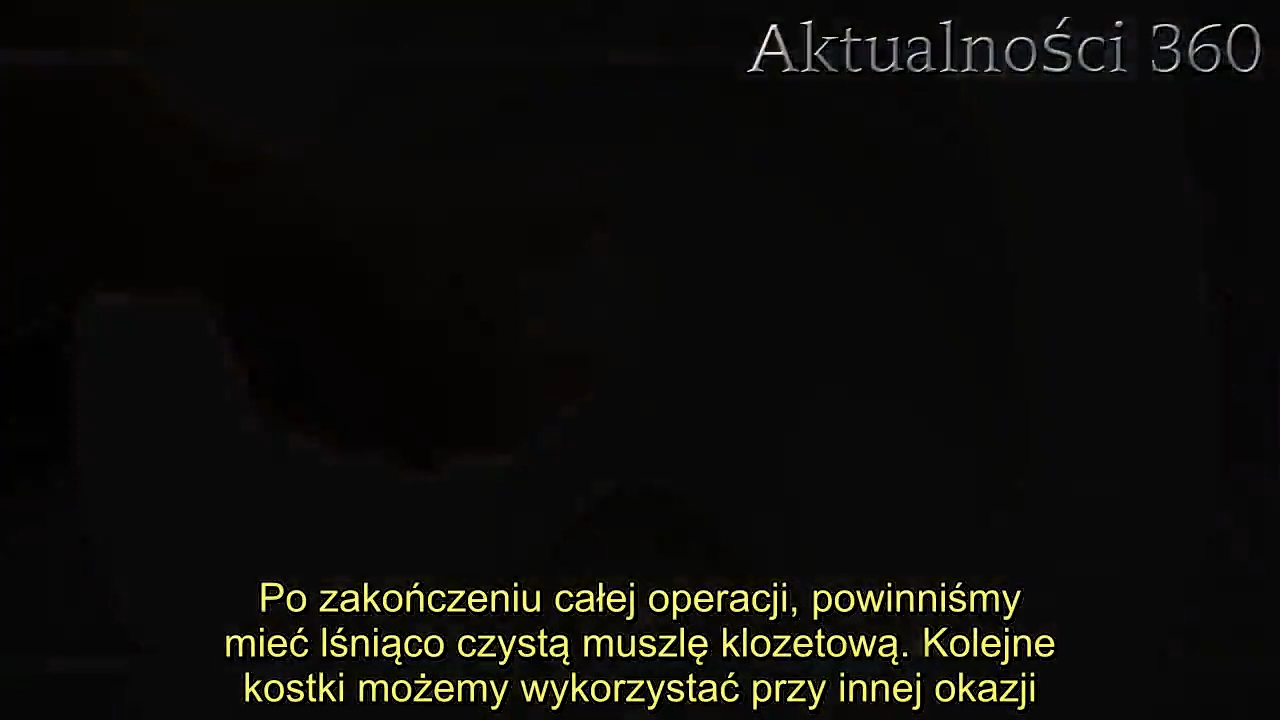 Aktualności 360
Po zakończeniu całej operacji, powinniśmy
mieć lśniąco czystą muszlę klozetową. Kolejne
kostki możemy wykorzystać przy innej okazji